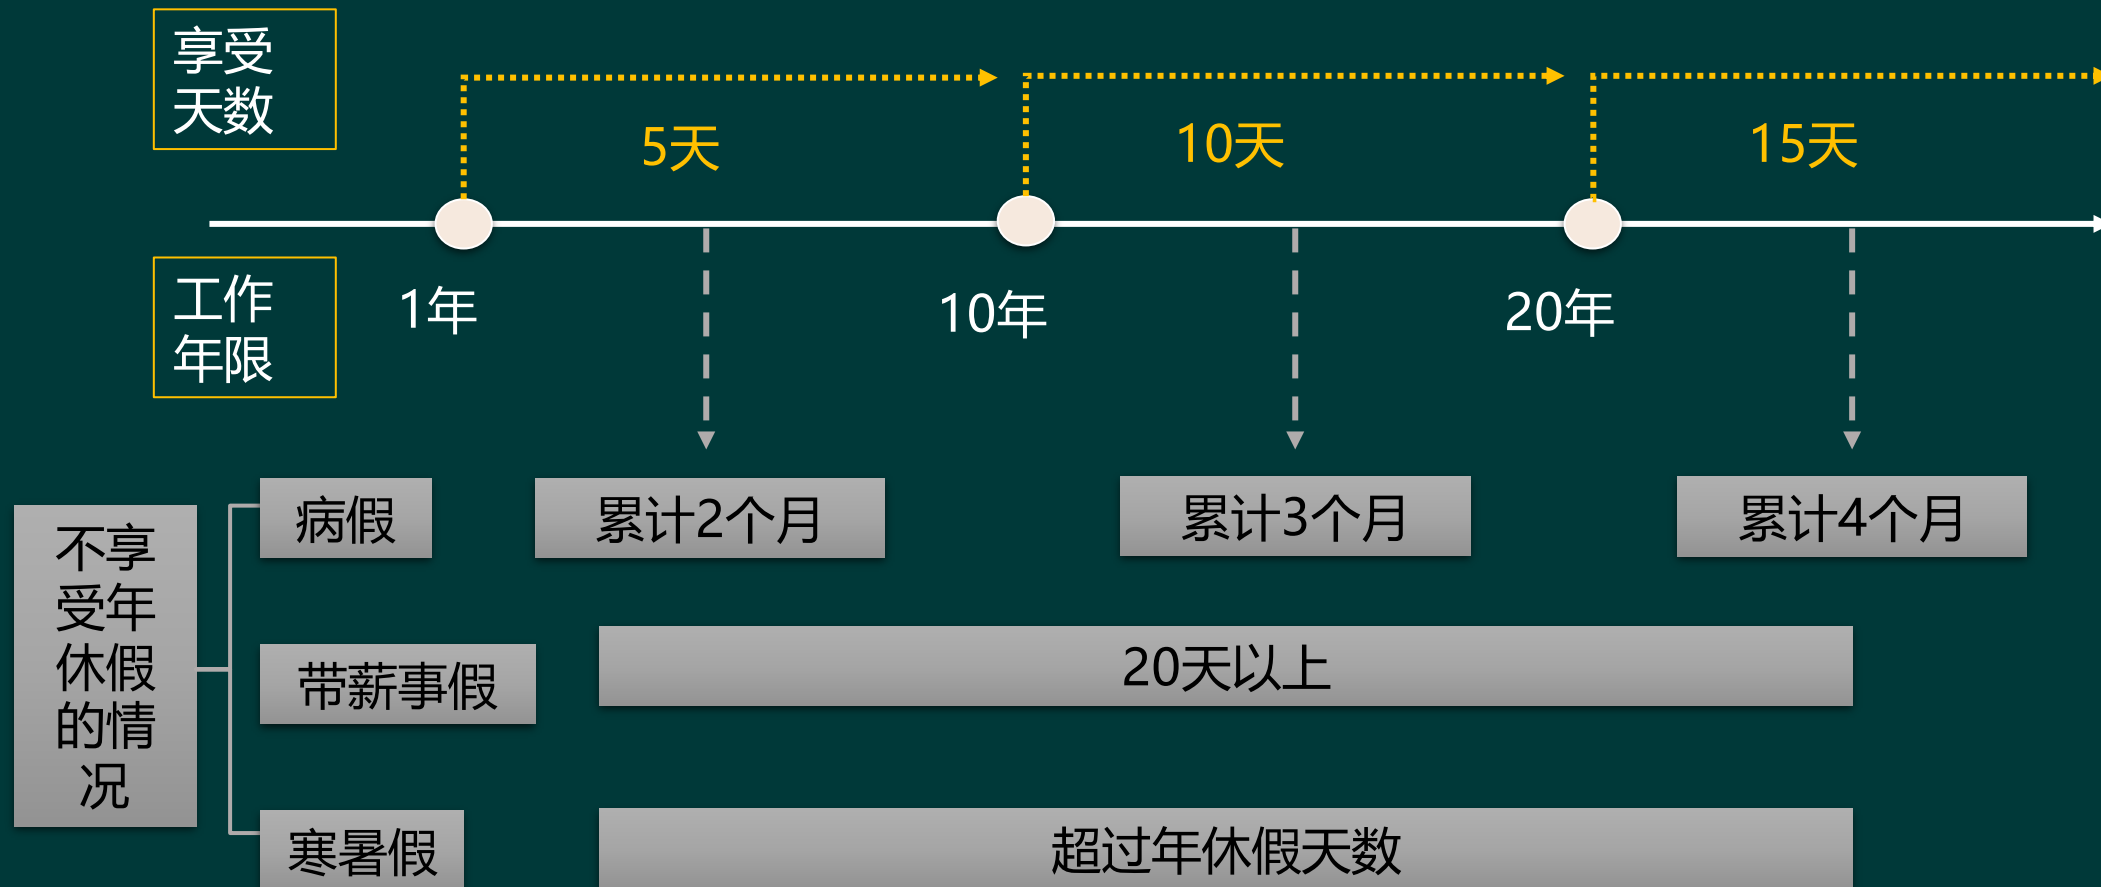 享受
天数
5天
10天
15天
工作
年限
1年
10年
20年
不享
受年
休假
的情
况
病假
累计2个月
累计3个月
累计4个月
带薪事假
20天以上
寒暑假
超过年休假天数